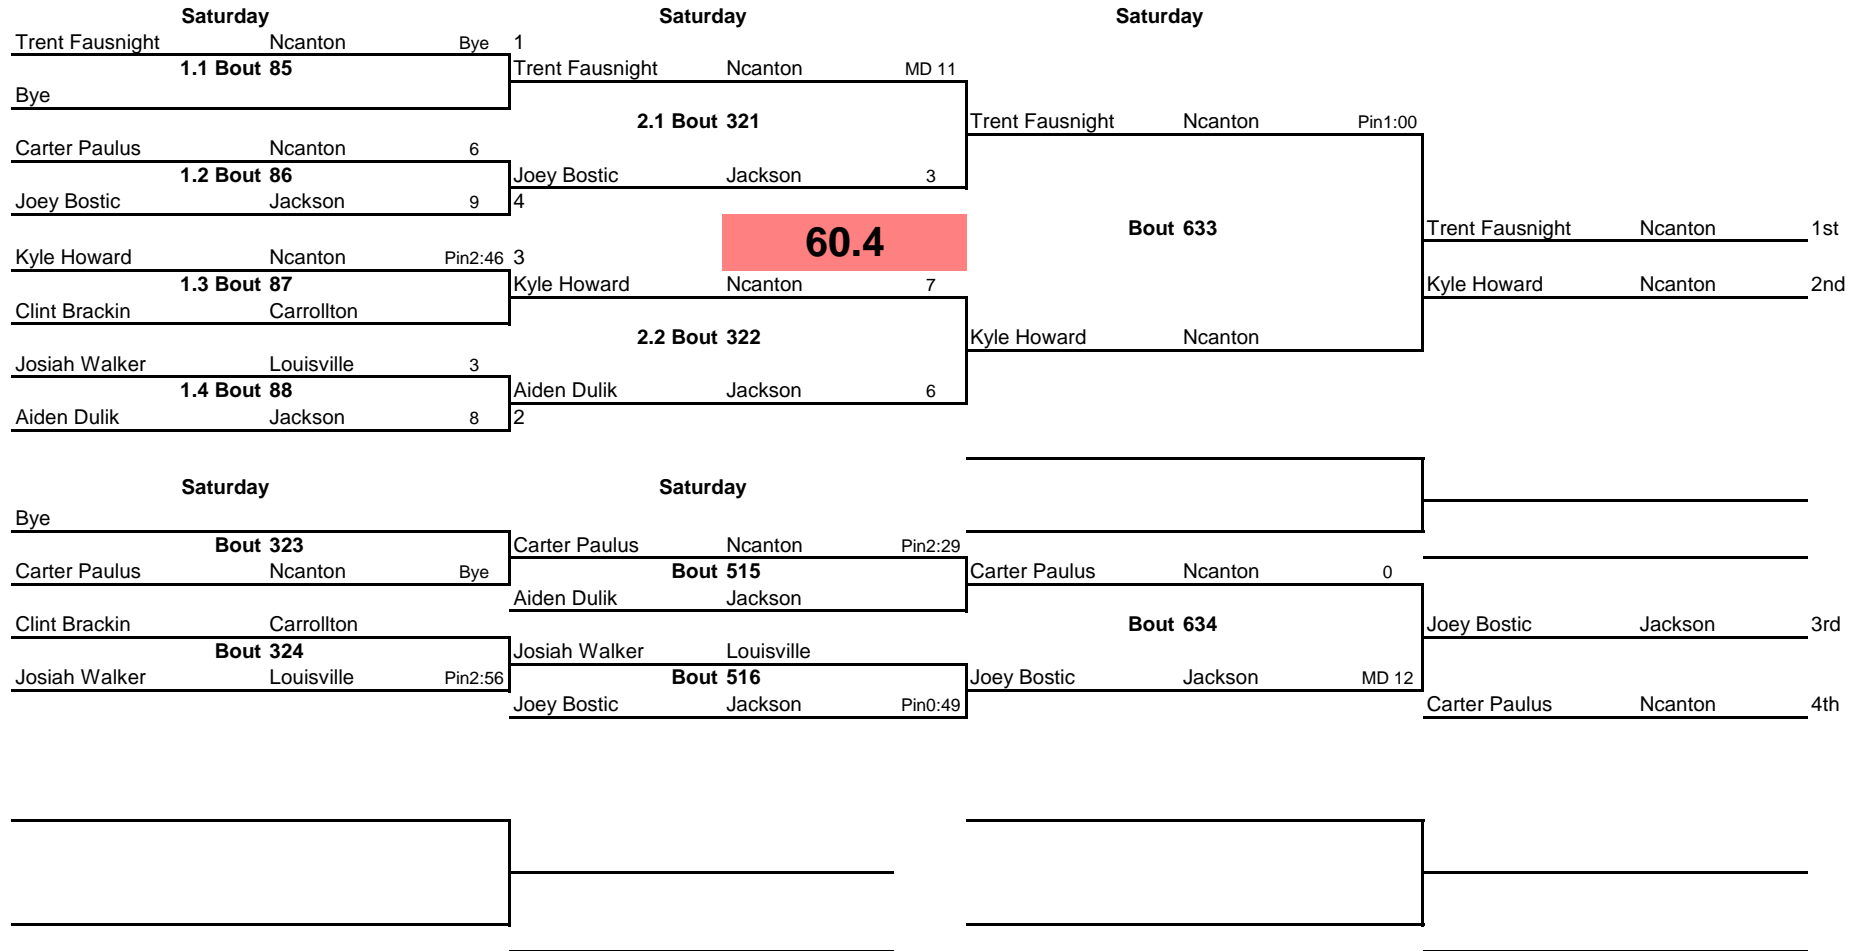 Saturday Saturday Saturday
Trent Fausnight Ncanton Bye 1
1.1 Bout 85 Trent Fausnight Ncanton MD 11
Bye
2.1 Bout 321 Trent Fausnight Ncanton Pin1:00
Carter Paulus Ncanton 6
1.2 Bout 86 Joey Bostic Jackson 3
Joey Bostic Jackson 9 4
Bout 633 Trent Fausnight Ncanton 1st
60.4
Kyle Howard Ncanton Pin2:46 3
1.3 Bout 87 Kyle Howard Ncanton 7 Kyle Howard Ncanton 2nd
Clint Brackin Carrollton
2.2 Bout 322 Kyle Howard Ncanton
Josiah Walker Louisville 3
1.4 Bout 88 Aiden Dulik Jackson 6
Aiden Dulik Jackson 8 2
Saturday Saturday
Bye
Bout 323 Carter Paulus Ncanton Pin2:29
Carter Paulus Ncanton Bye Bout 515 Carter Paulus Ncanton 0
Aiden Dulik Jackson
Clint Brackin Carrollton Bout 634 Joey Bostic Jackson 3rd
Bout 324 Josiah Walker Louisville
Josiah Walker Louisville Pin2:56 Bout 516 Joey Bostic Jackson MD 12
Joey Bostic Jackson Pin0:49 Carter Paulus Ncanton 4th